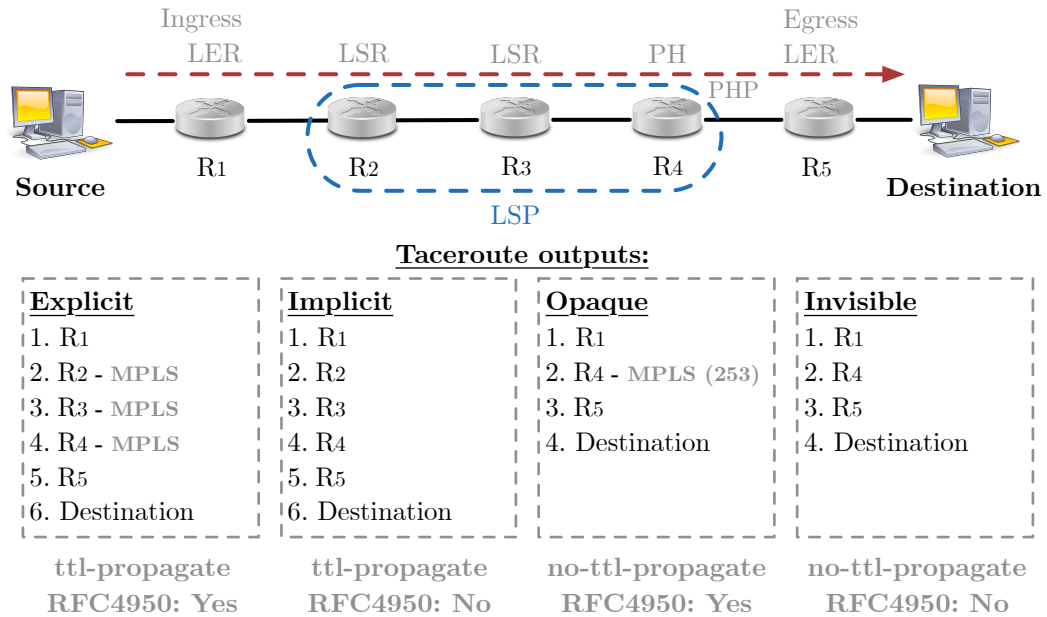 Ingress Egress
LER LSR LSR PH LER
PHP
R1 R2 R3 R4 R5
Source Destination
LSP
Taceroute outputs:
Explicit
1. R1
2. R2 - MPLS
3. R3 - MPLS
4. R4 - MPLS
5. R5
6. Destination
ttl-propagate
RFC4950: Yes
Implicit
1. R1
2. R2
3. R3
4. R4
5. R5
6. Destination
ttl-propagate
RFC4950: No
Opaque
1. R1
2. R4 - MPLS (253)
3. R5
4. Destination
no-ttl-propagate
RFC4950: Yes
Invisible
1. R1
2. R4
3. R5
4. Destination
no-ttl-propagate
RFC4950: No